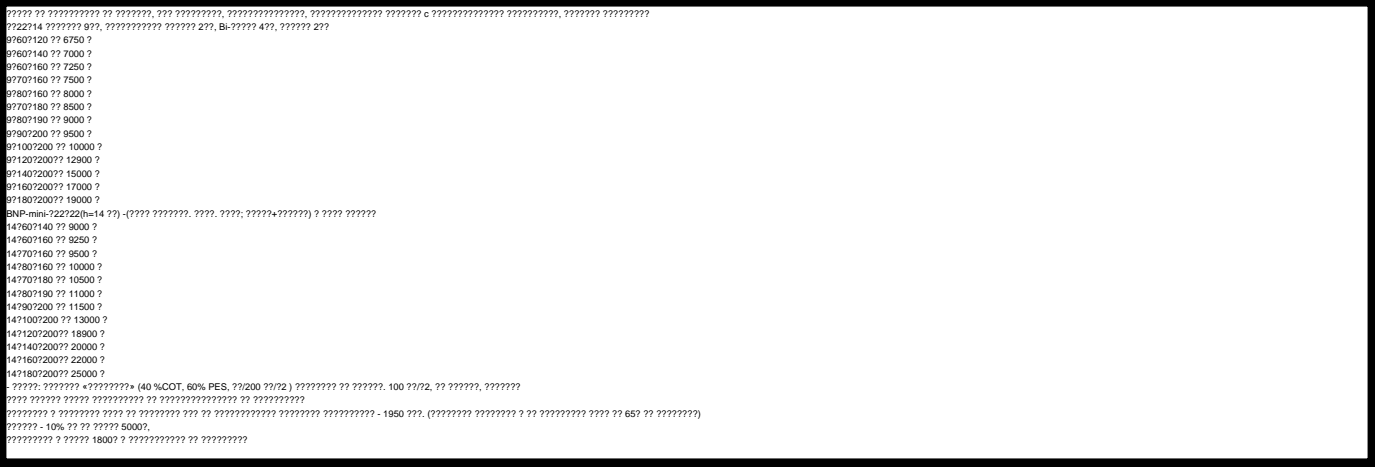 ????? ?? ?????????? ?? ???????, ??? ?????????, ???????????????, ?????????????? ??????? c ?????????????? ??????????, ??????? ?????????
??22?14 ??????? 9??, ??????????? ?????? 2??, Bi-????? 4??, ?????? 2??
9?60?120 ?? 6750 ?
9?60?140 ?? 7000 ?
9?60?160 ?? 7250 ?
9?70?160 ?? 7500 ?
9?80?160 ?? 8000 ?
9?70?180 ?? 8500 ?
9?80?190 ?? 9000 ?
9?90?200 ?? 9500 ?
9?100?200 ?? 10000 ?
9?120?200?? 12900 ?
9?140?200?? 15000 ?
9?160?200?? 17000 ?
9?180?200?? 19000 ?
BNP-mini-?22?22(h=14 ??) -(???? ???????. ????. ????; ?????+??????) ? ???? ??????
14?60?140 ?? 9000 ?
14?60?160 ?? 9250 ?
14?70?160 ?? 9500 ?
14?80?160 ?? 10000 ?
14?70?180 ?? 10500 ?
14?80?190 ?? 11000 ?
14?90?200 ?? 11500 ?
14?100?200 ?? 13000 ?
14?120?200?? 18900 ?
14?140?200?? 20000 ?
14?160?200?? 22000 ?
14?180?200?? 25000 ?
- ?????: ??????? «????????» (40 %COT, 60% PES, ??/200 ??/?2 ) ???????? ?? ??????. 100 ??/?2, ?? ??????, ???????
???? ?????? ????? ?????????? ?? ??????????????? ?? ??????????
???????? ? ???????? ???? ?? ???????? ??? ?? ???????????? ???????? ?????????? - 1950 ???. (???????? ???????? ? ?? ????????? ???? ?? 65? ?? ????????)
?????? - 10% ?? ?? ????? 5000?,
????????? ? ????? 1800? ? ??????????? ?? ?????????